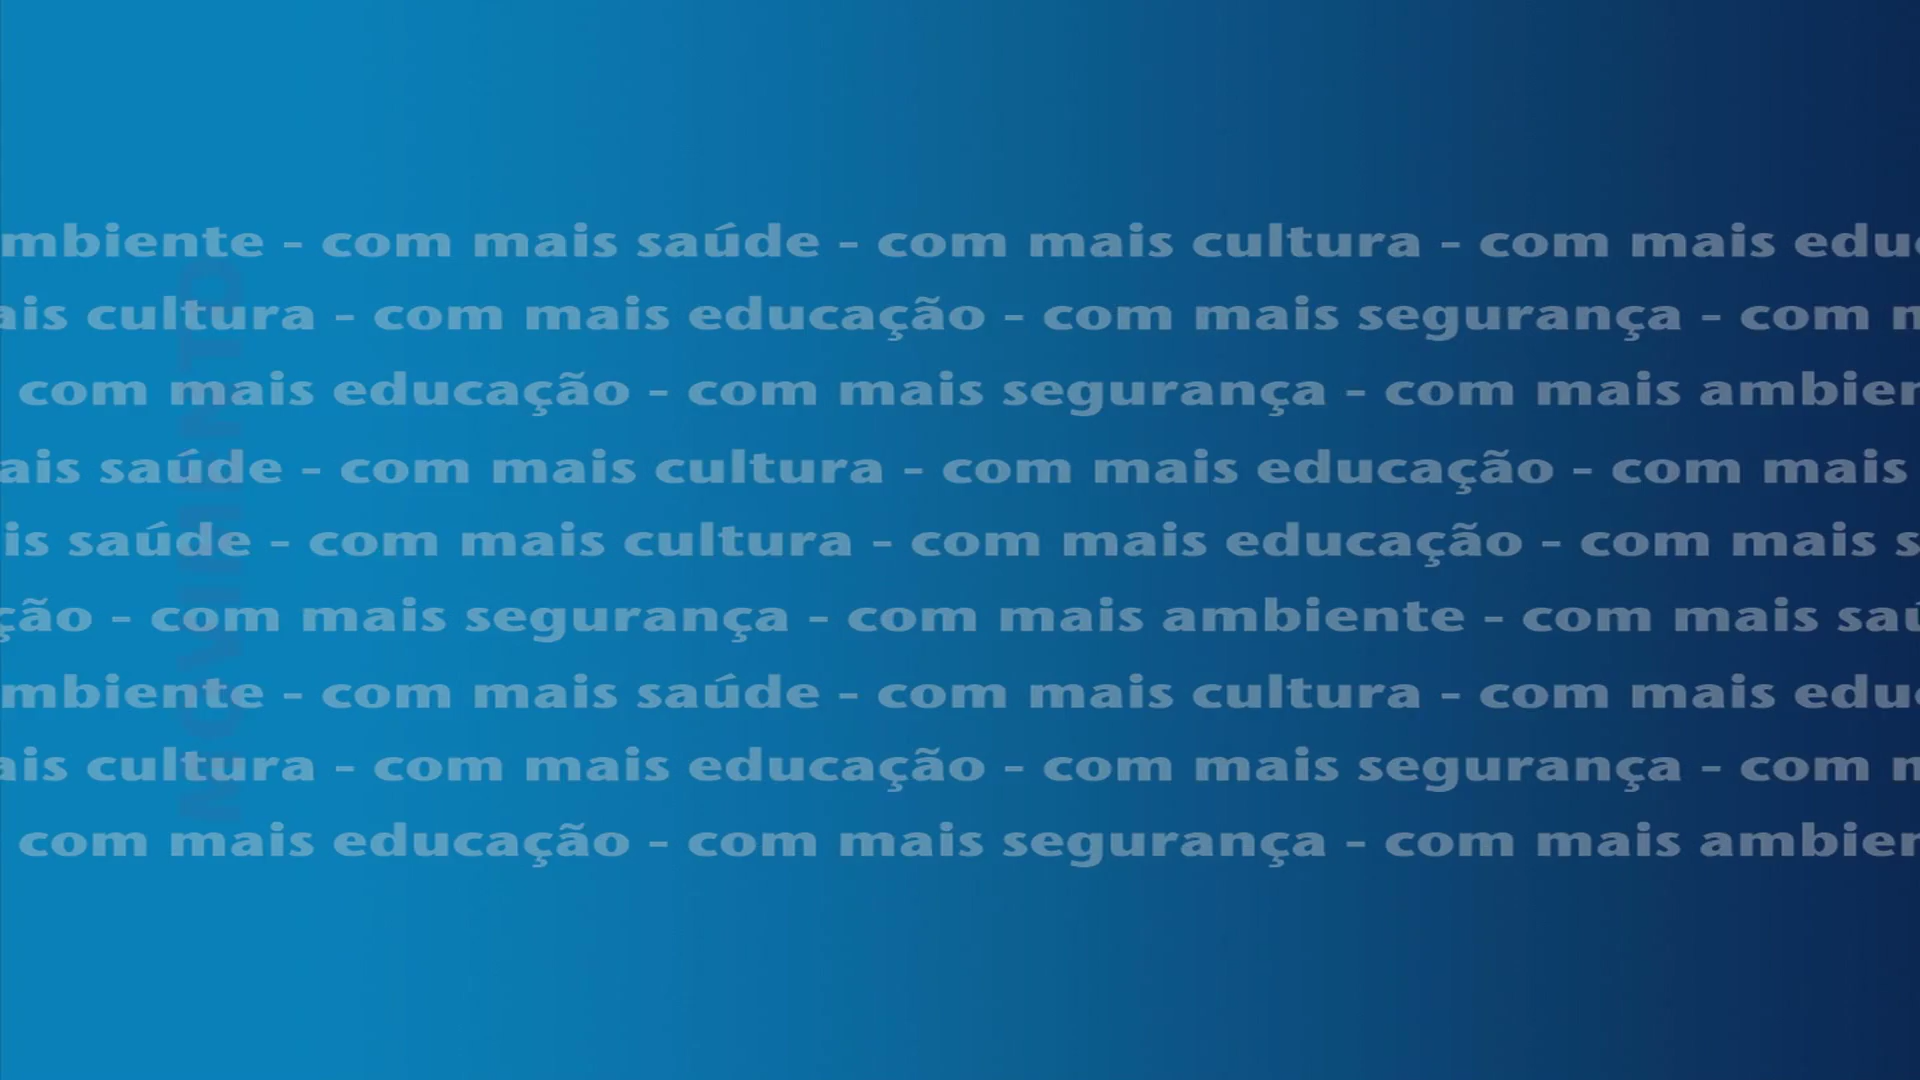 mbiente - com mais saúde - com mais cultura - com mais edu
ais cultura - com mais educação - com mais segurança - com m
com mais educação - com mais segurança - com mais ambien
ais saúde - com mais cultura - com mais educação - com mais
is saúde - com mais cultura - com mais educação - com mais s
ção - com mais segurança - com mais ambiente - com mais saú
mbiente - com mais saúde - com mais cultura - com mais edu
ais cultura - com mais educação - com mais segurança - com m
com mais educação - com mais segurança - com mais ambien
MOVIMENTO